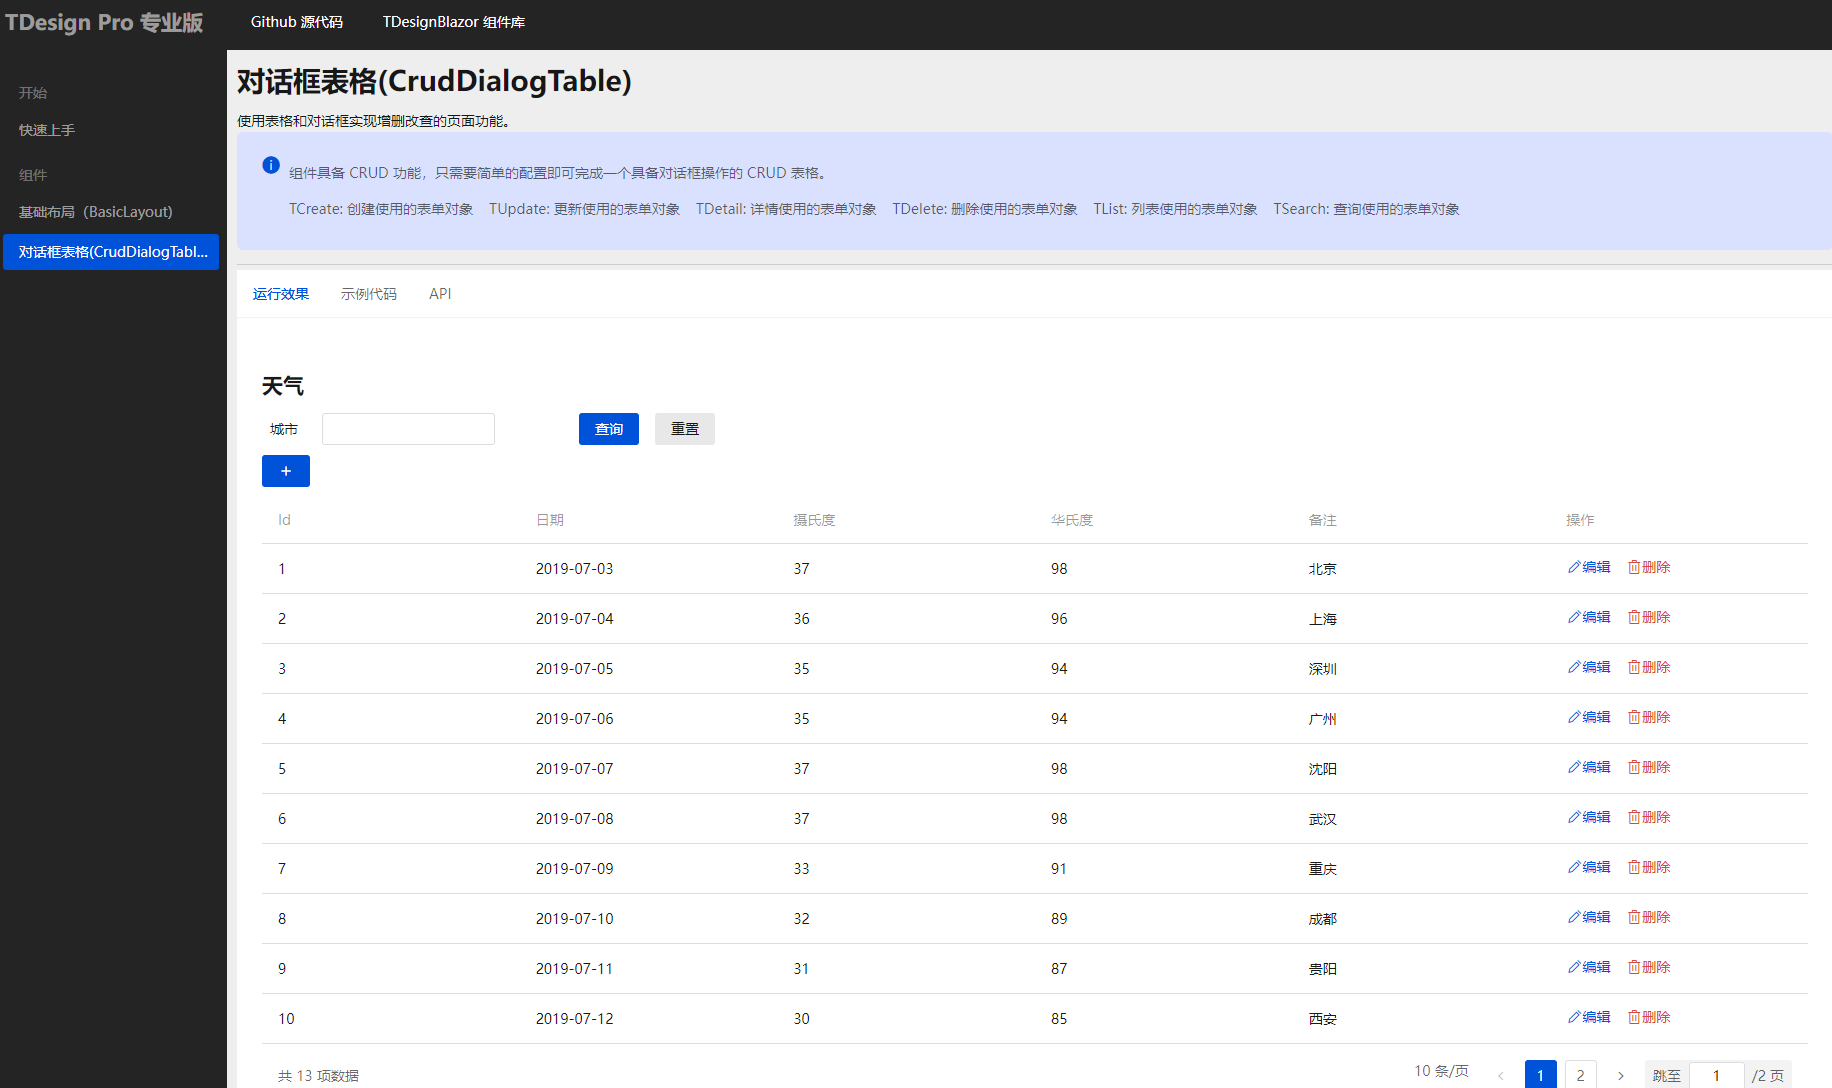 TDesign Pro 专业版
Github 源代码 TDesignBlazor 组件库
开始
快速上手
组件
基础布局（BasicLayout）
对话框表格(CrudDialogTabl...
对话框表格(CrudDialogTable)
使用表格和对话框实现增删改查的页面功能。
组件具备 CRUD 功能，只需要简单的配置即可完成一个具备对话框操作的 CRUD 表格。
TCreate: 创建使用的表单对象 TUpdate: 更新使用的表单对象 TDetail: 详情使用的表单对象 TDelete: 删除使用的表单对象 TList: 列表使用的表单对象 TSearch: 查询使用的表单对象
运行效果 示例代码 API
天气
城市 查询 重置
+
Id 日期 摄氏度 华氏度 备注 操作
1 2019-07-03 37 98 北京 编辑 删除
2 2019-07-04 36 96 上海 编辑 删除
3 2019-07-05 35 94 深圳 编辑 删除
4 2019-07-06 35 94 广州 编辑 删除
5 2019-07-07 37 98 沈阳 编辑 删除
6 2019-07-08 37 98 武汉 编辑 删除
7 2019-07-09 33 91 重庆 编辑 删除
8 2019-07-10 32 89 成都 编辑 删除
9 2019-07-11 31 87 贵阳 编辑 删除
10 2019-07-12 30 85 西安 编辑 删除
共 13 项数据 10 条/页 1 2 跳至 1 /2 页